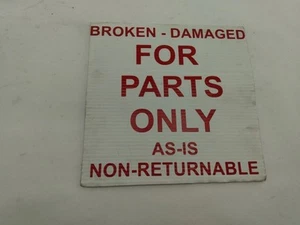 BROKEN - DAMAGED
FOR
PARTS
ONLY
AS-IS
NON-RETURNABLE